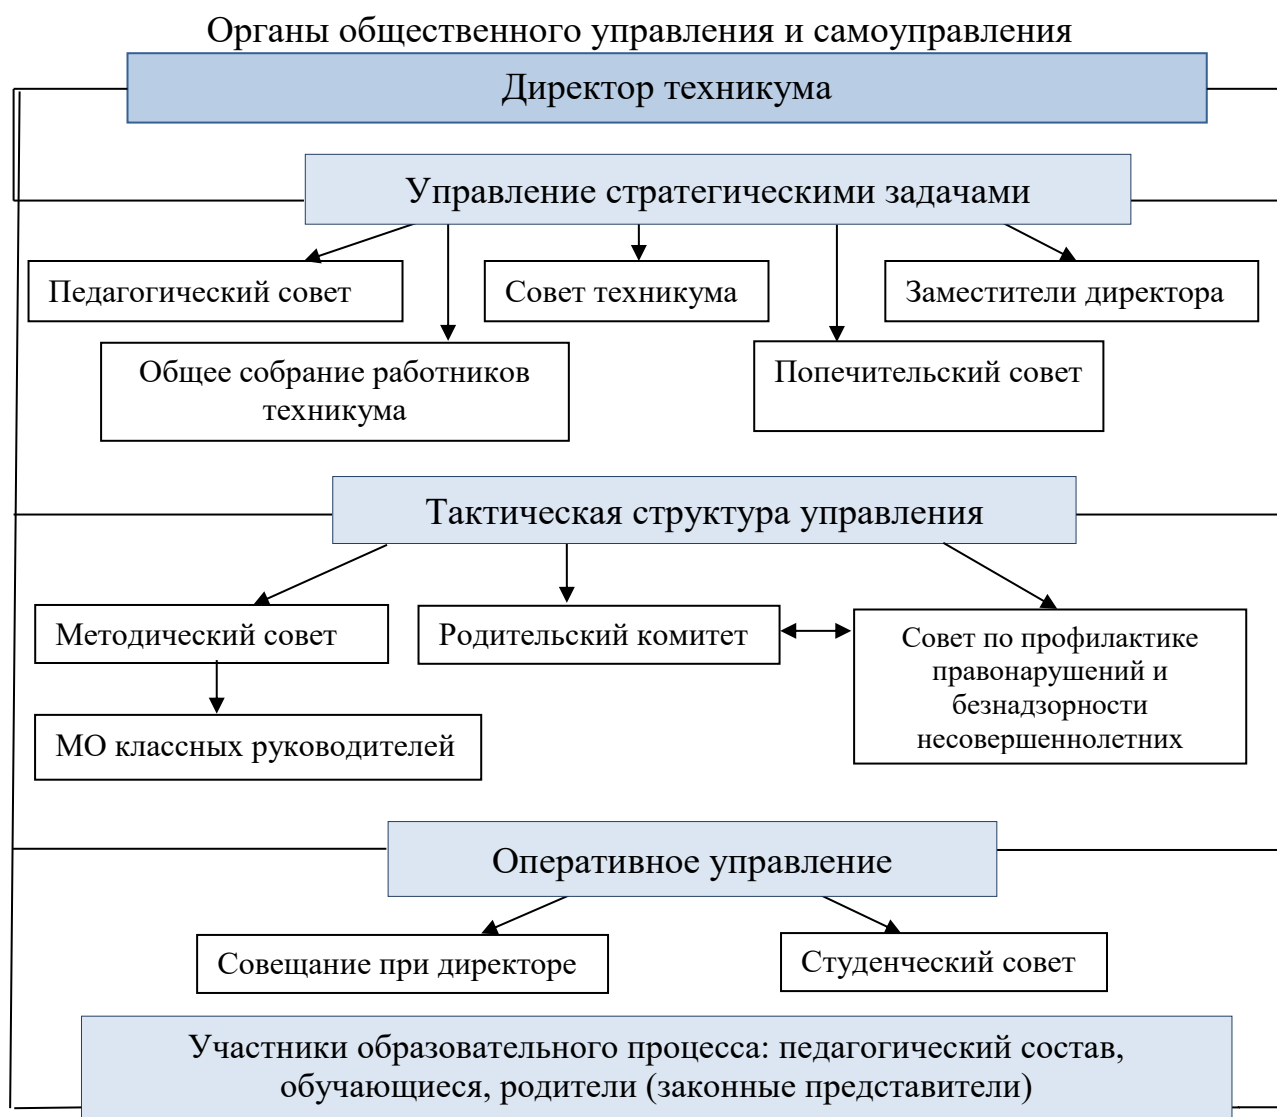 Органы общественного управления и самоуправления
Директор техникума
Управление стратегическими задачами
Педагогический совет
Совет техникума
Заместители директора
Общее собрание работников
техникума
Попечительский совет
Тактическая структура управления
Методический совет
Родительский комитет
Совет по профилактике
правонарушений и
безнадзорности
несовершеннолетних
МО классных руководителей
Оперативное управление
Совещание при директоре
Студенческий совет
Участники образовательного процесса: педагогический состав,
обучающиеся, родители (законные представители)